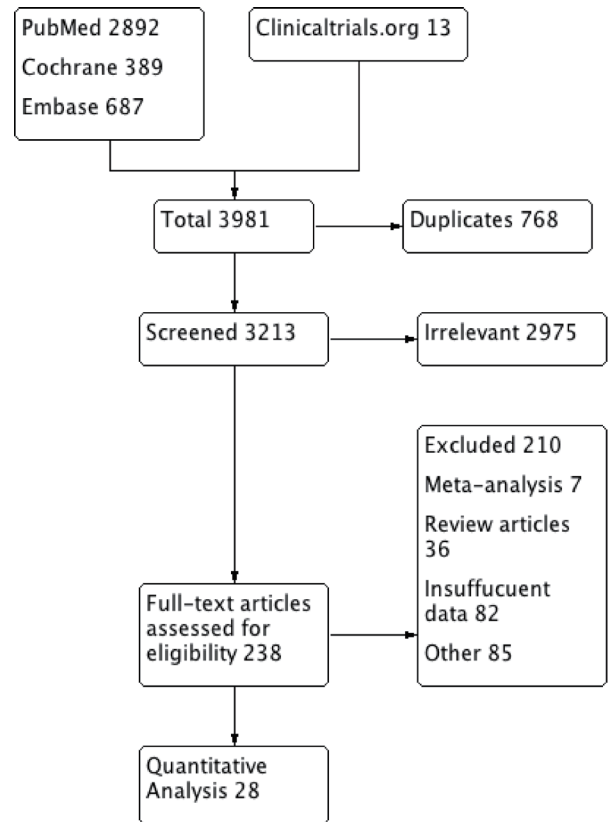 PubMed 2892
Cochrane 389
Embase 687
Clinicaltrials.org 13
Total 3981
Duplicates 768
Screened 3213
Irrelevant 2975
Excluded 210
Meta-analysis 7
Review articles
36
Insuffucuent
data 82
Other 85
Full-text articles
assessed for
eligibility 238
Quantitative
Analysis 28